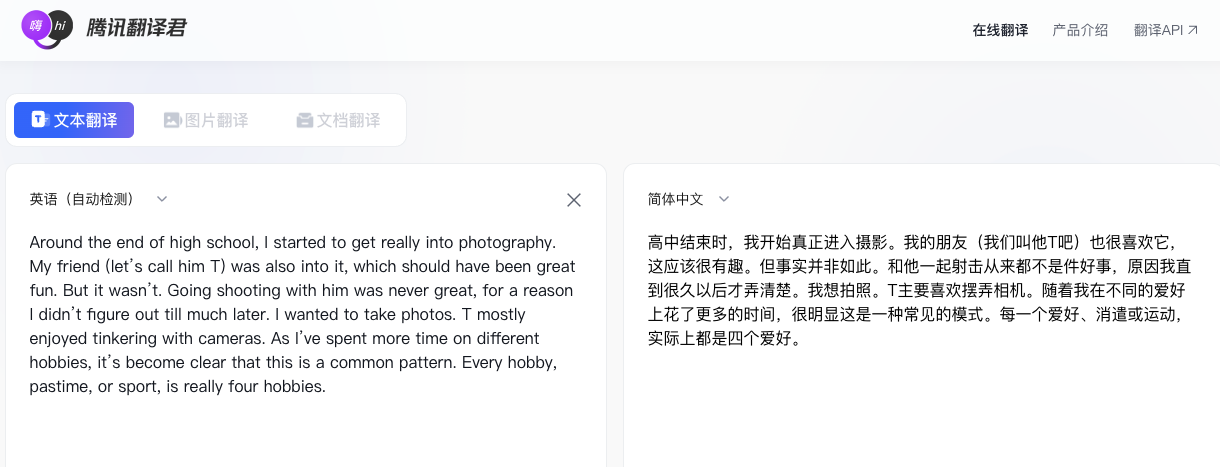 嗨 hi 腾讯翻译君 在线翻译 产品介绍 翻译API
文本翻译 图片翻译 文档翻译
英语（自动检测）
Around the end of high school, I started to get really into photography.
My friend (let's call him T) was also into it, which should have been great
fun. But it wasn't. Going shooting with him was never great, for a reason
I didn't figure out till much later. I wanted to take photos. T mostly
enjoyed tinkering with cameras. As I've spent more time on different
hobbies, it's become clear that this is a common pattern. Every hobby,
pastime, or sport, is really four hobbies.
简体中文
高中结束时，我开始真正进入摄影。我的朋友（我们叫他T吧）也很喜欢它，
这应该很有趣。但事实并非如此。和他一起射击从来都不是件好事，原因我直
到很久以后才弄清楚。我想拍照。T主要喜欢摆弄相机。随着我在不同的爱好
上花了更多的时间，很明显这是一种常见的模式。每一个爱好、消遣或运动，
实际上都是四个爱好。